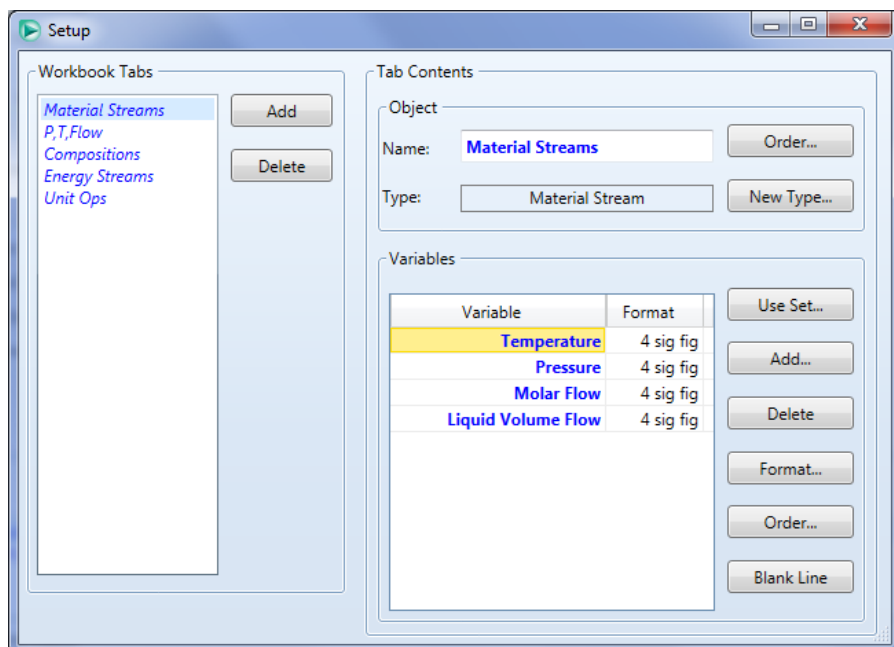 Setup
Workbook Tabs
Material Streams
P,T,Flow
Compositions
Energy Streams
Unit Ops
Add
Delete
Tab Contents
Object
Name: Material Streams Order...
Type: Material Stream New Type...
Variables
Variable Format
Temperature 4 sig fig
Pressure 4 sig fig
Molar Flow 4 sig fig
Liquid Volume Flow 4 sig fig
Use Set...
Add...
Delete
Format...
Order...
Blank Line